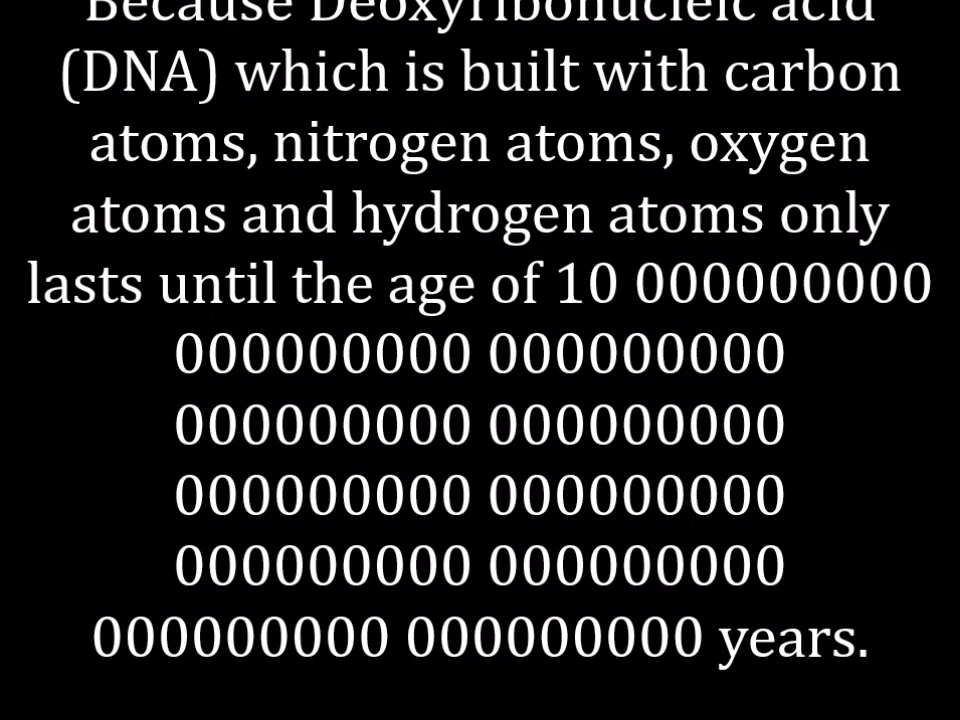 Because Deoxyribonucleic acid
(DNA) which is built with carbon
atoms, nitrogen atoms, oxygen
atoms and hydrogen atoms only
lasts until the age of 10 000000000
000000000 000000000
000000000 000000000
000000000 000000000
000000000 000000000
000000000 000000000 years.